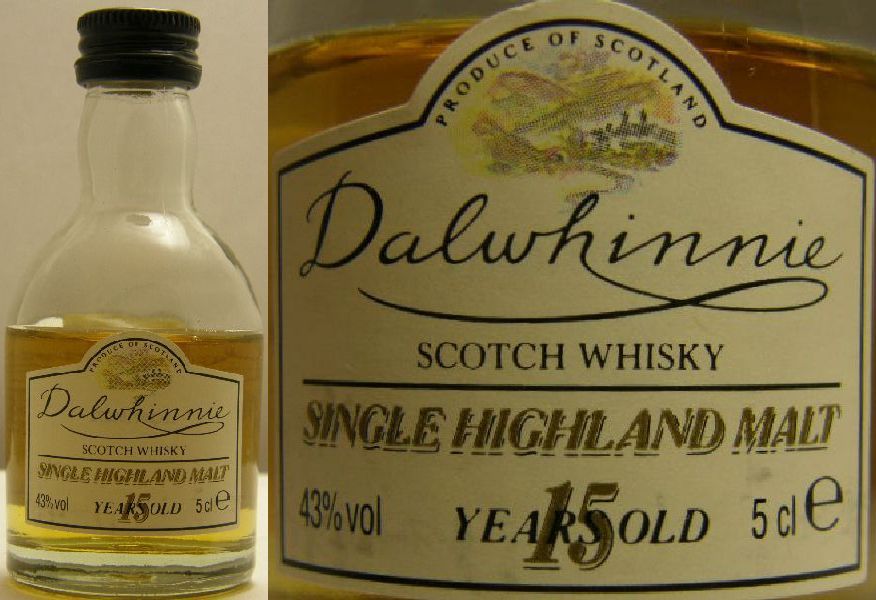 PRODUCE OF SCOTLAND
Dalwhinnie
SCOTCH WHISKY
SINGLE HIGHLAND MALT
43%vol
YEARS 15 OLD
5 cl e
PRODUCE OF SCOTLAND
Dalwhinnie
SCOTCH WHISKY
SINGLE HIGHLAND MALT
43%vol
YEARS 15 OLD
5 cl e